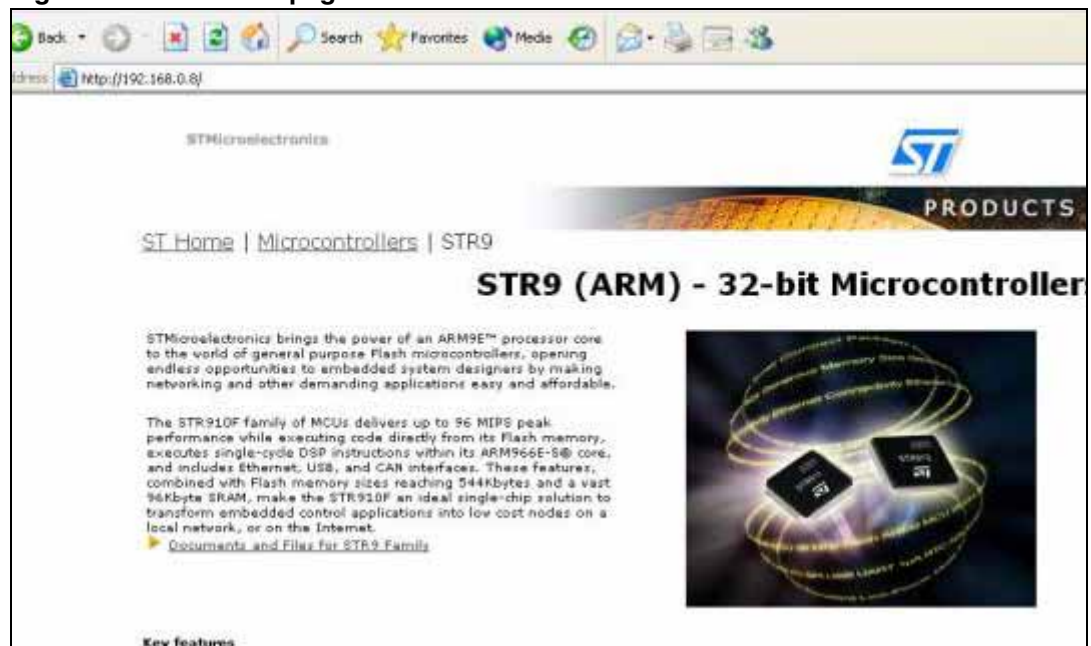 Back
Search Favorites Media
http://192.168.0.8/
STMicroelectronics
ST
PRODUCTS
ST Home | Microcontrollers | STR9
STR9 (ARM) - 32-bit Microcontrollers
STMicroelectronics brings the power of an ARM9E™ processor core
to the world of general purpose Flash microcontrollers, opening
endless opportunities to embedded system designers by making
networking and other demanding applications easy and affordable.
The STR910F family of MCUs delivers up to 96 MIPS peak
performance while executing code directly from its Flash memory,
executes single-cycle DSP instructions within its ARM966E-S® core,
and includes Ethernet, USB, and CAN interfaces. These features,
combined with Flash memory sizes reaching 544Kbytes and a vast
96Kbyte SRAM, make the STR910F an ideal single-chip solution to
transform embedded control applications into low cost nodes on a
local network, or on the Internet.
Documents and Files for STR9 Family
Key features